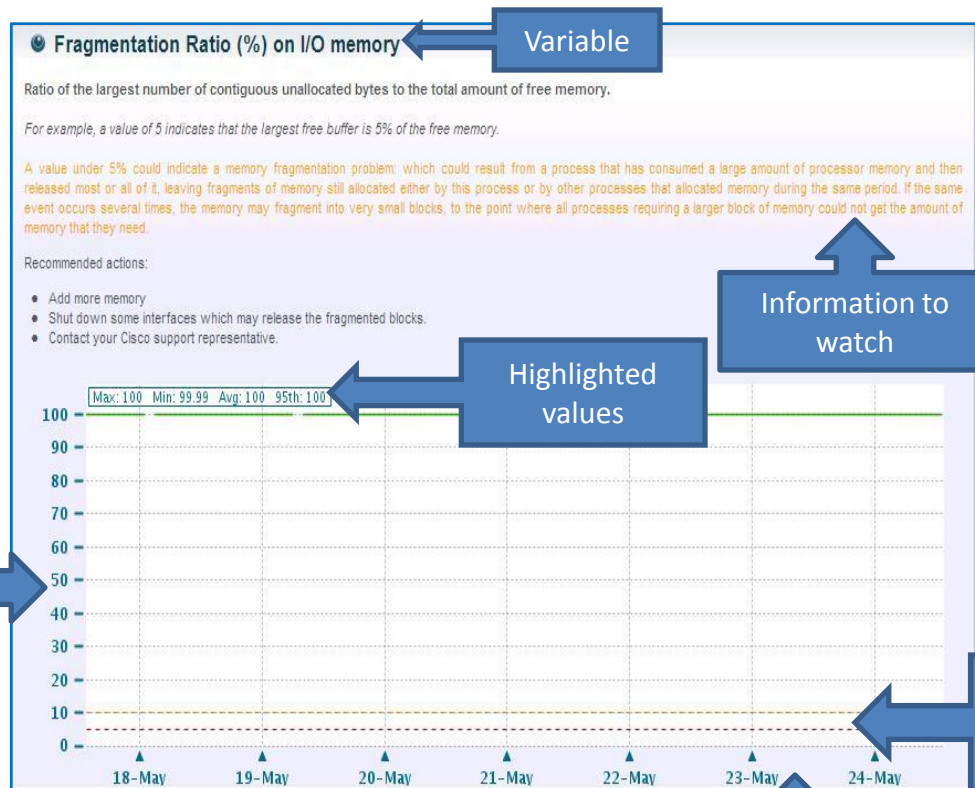 Fragmentation Ratio (%) on I/O memory
Variable
Ratio of the largest number of contiguous unallocated bytes to the total amount of free memory.
For example, a value of 5 indicates that the largest free buffer is 5% of the free memory.
A value under 5% could indicate a memory fragmentation problem: which could result from a process that has consumed a large amount of processor memory and then
released most or all of it, leaving fragments of memory still allocated either by this process or by other processes that allocated memory during the same period. If the same
event occurs several times, the memory may fragment into very small blocks, to the point where all processes requiring a larger block of memory could not get the amount of
memory that they need.
Recommended actions:
Add more memory
Shut down some interfaces which may release the fragmented blocks.
Contact your Cisco support representative.
Information to
watch
Highlighted
values
Max: 100 Min: 99.99 Avg: 100 95th: 100
100
90
80
70
60
50
40
30
20
10
0
18-May 19-May 20-May 21-May 22-May 23-May 24-May